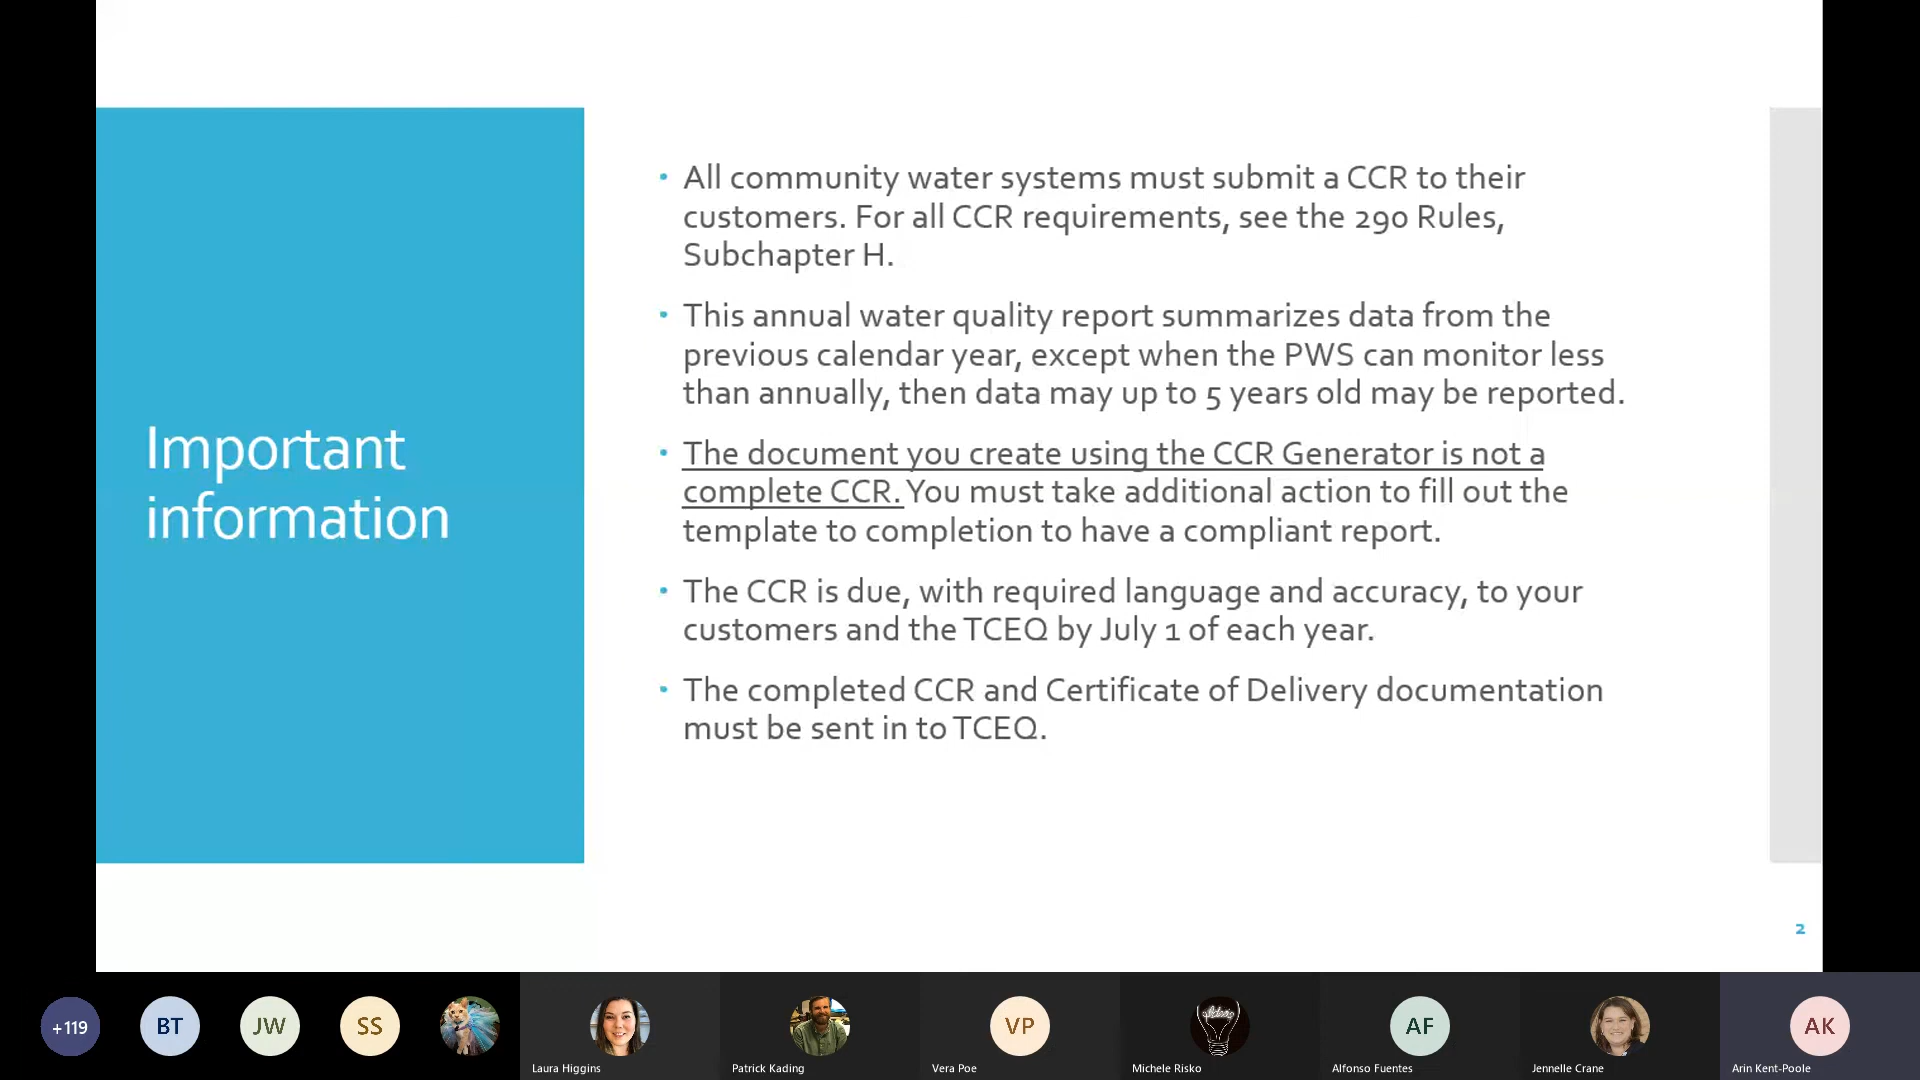 Important
information
All community water systems must submit a CCR to their
customers. For all CCR requirements, see the 290 Rules,
Subchapter H.
This annual water quality report summarizes data from the
previous calendar year, except when the PWS can monitor less
than annually, then data may up to 5 years old may be reported.
The document you create using the CCR Generator is not a
complete CCR. You must take additional action to fill out the
template to completion to have a compliant report.
The CCR is due, with required language and accuracy, to your
customers and the TCEQ by July 1 of each year.
The completed CCR and Certificate of Delivery documentation
must be sent in to TCEQ.
2
+119
BT
JW
SS
VP
AF
AK
Laura Higgins
Patrick Kading
Vera Poe
Michele Risko
Alfonso Fuentes
Jennelle Crane
Arin Kent-Poole